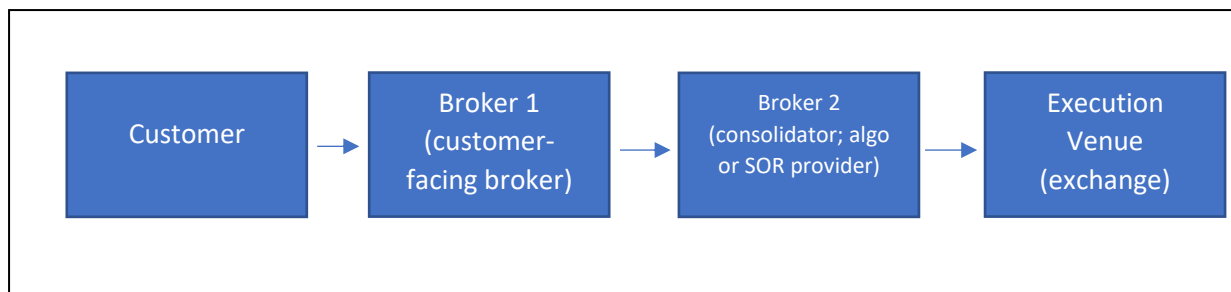 Customer
Broker 1
(customer-
facing broker)
Broker 2
(consolidator; algo
or SOR provider)
Execution
Venue
(exchange)